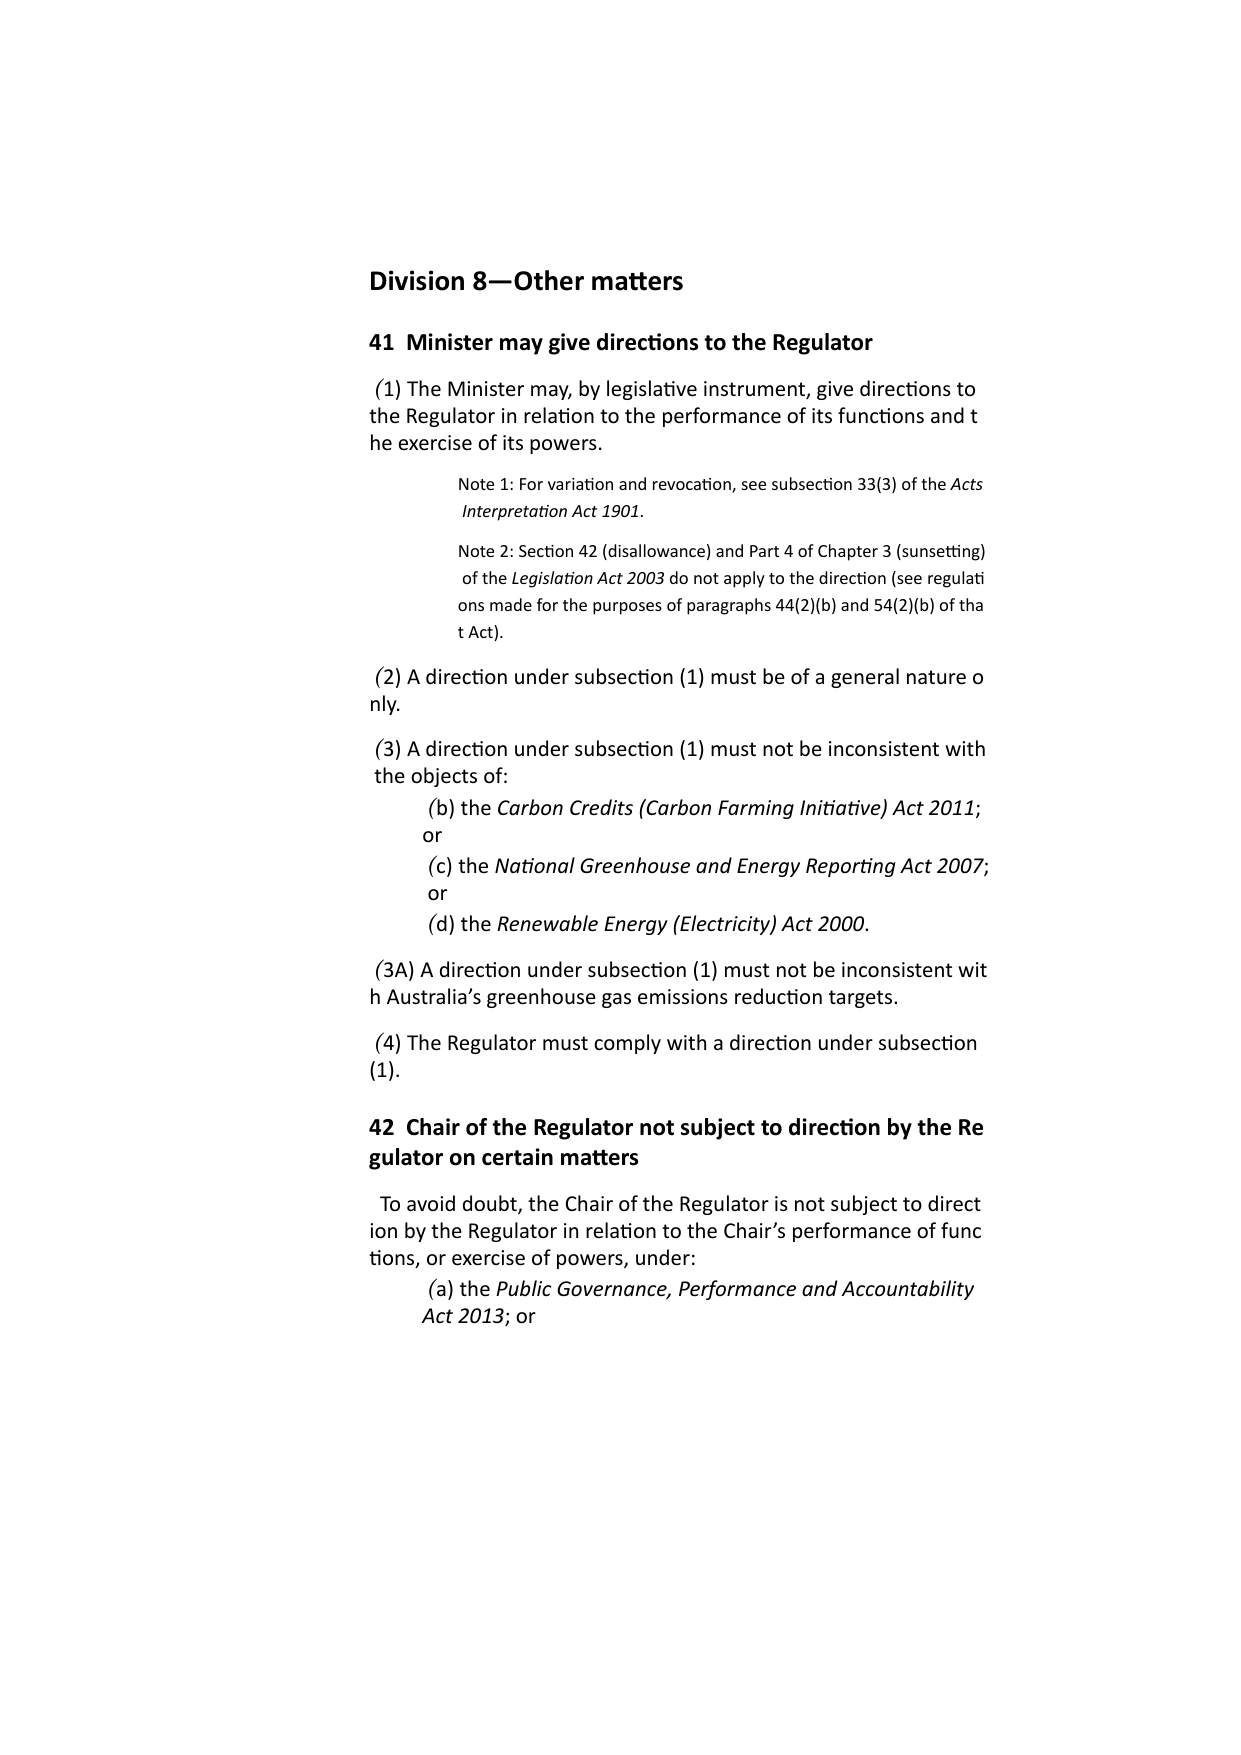 Division 8—Other matters
41  Minister may give directions to the Regulator
(1) The Minister may, by legislative instrument, give directions to
the Regulator in relation to the performance of its functions and t
he exercise of its powers.
Note 1: For variation and revocation, see subsection 33(3) of the Acts
Interpretation Act 1901.
Note 2: Section 42 (disallowance) and Part 4 of Chapter 3 (sunsetting)
of the Legislation Act 2003 do not apply to the direction (see regulati
ons made for the purposes of paragraphs 44(2)(b) and 54(2)(b) of tha
t Act).
(2) A direction under subsection (1) must be of a general nature o
nly.
(3) A direction under subsection (1) must not be inconsistent with
the objects of:
(b) the Carbon Credits (Carbon Farming Initiative) Act 2011;
or
(c) the National Greenhouse and Energy Reporting Act 2007;
or
(d) the Renewable Energy (Electricity) Act 2000.
(3A) A direction under subsection (1) must not be inconsistent wit
h Australia’s greenhouse gas emissions reduction targets.
(4) The Regulator must comply with a direction under subsection
(1).
42  Chair of the Regulator not subject to direction by the Re
gulator on certain matters
To avoid doubt, the Chair of the Regulator is not subject to direct
ion by the Regulator in relation to the Chair’s performance of func
tions, or exercise of powers, under:
(a) the Public Governance, Performance and Accountability
Act 2013; or